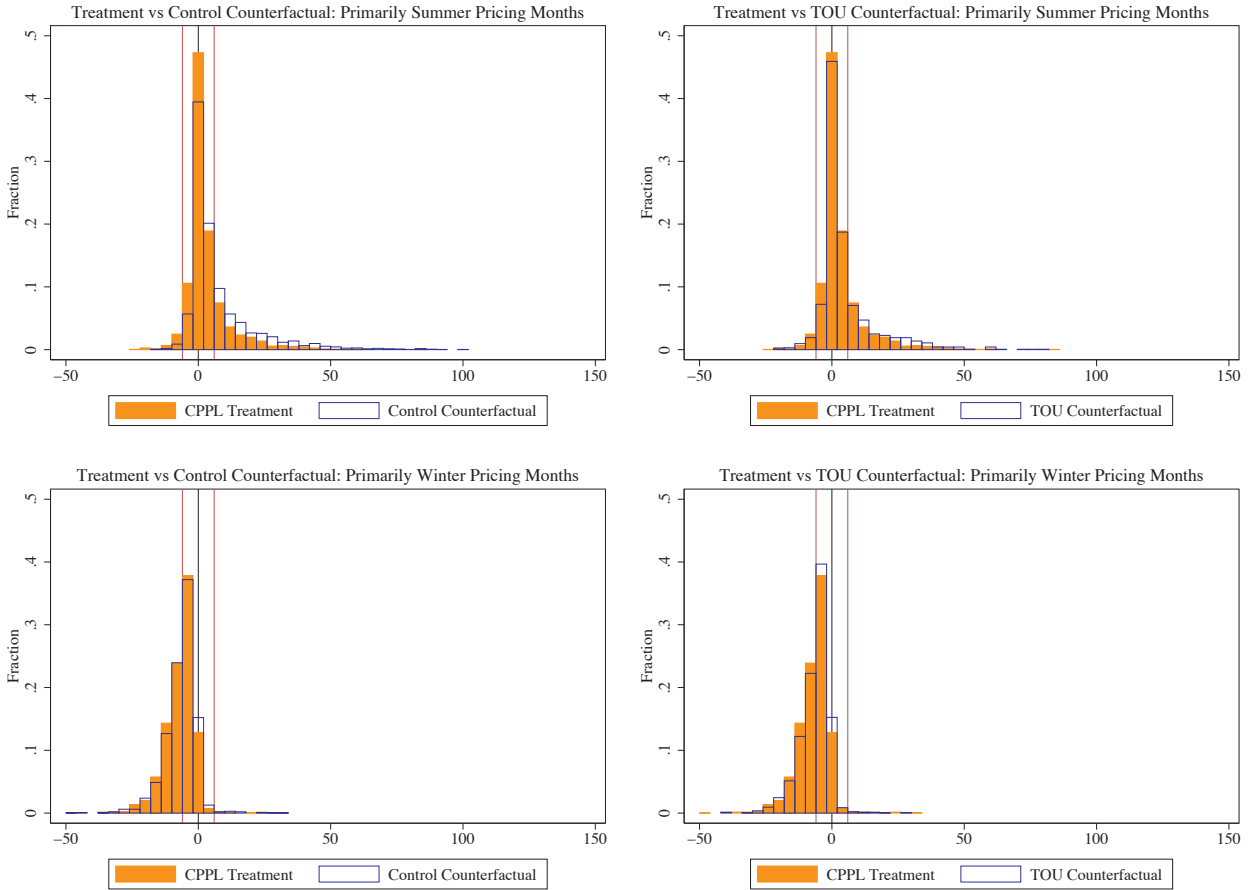 Treatment vs Control Counterfactual: Primarily Summer Pricing Months
Fraction
0 .1 .2 .3 .4 .5
−50 0 50 100 150
CPPL Treatment Control Counterfactual
Treatment vs TOU Counterfactual: Primarily Summer Pricing Months
Fraction
0 .1 .2 .3 .4 .5
−50 0 50 100 150
CPPL Treatment TOU Counterfactual
Treatment vs Control Counterfactual: Primarily Winter Pricing Months
Fraction
0 .1 .2 .3 .4 .5
−50 0 50 100 150
CPPL Treatment Control Counterfactual
Treatment vs TOU Counterfactual: Primarily Winter Pricing Months
Fraction
0 .1 .2 .3 .4 .5
−50 0 50 100 150
CPPL Treatment TOU Counterfactual